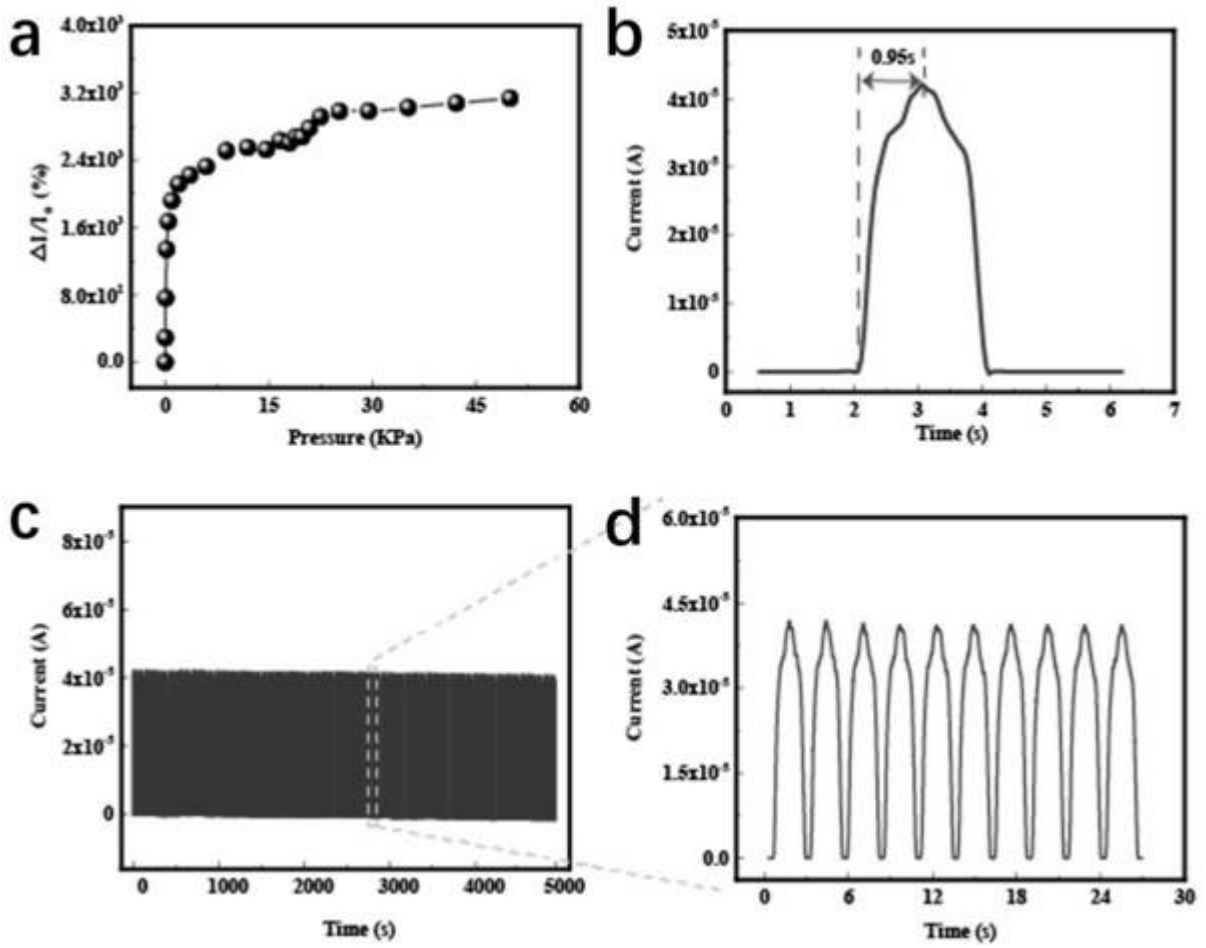 a
4.0x10³
3.2x10³
2.4x10³
1.6x10³
8.0x10²
0.0
ΔI/I₀ (%)
0
15
30
45
60
Pressure (KPa)
b
0.95s
5x10⁻⁵
4x10⁻⁵
3x10⁻⁵
2x10⁻⁵
1x10⁻⁵
0
Current (A)
0
1
2
3
4
5
6
7
Time (s)
c
8x10⁻⁵
6x10⁻⁵
4x10⁻⁵
2x10⁻⁵
0
Current (A)
0
1000
2000
3000
4000
5000
Time (s)
d
6.0x10⁻⁵
4.5x10⁻⁵
3.0x10⁻⁵
1.5x10⁻⁵
0.0
Current (A)
0
6
12
18
24
30
Time (s)